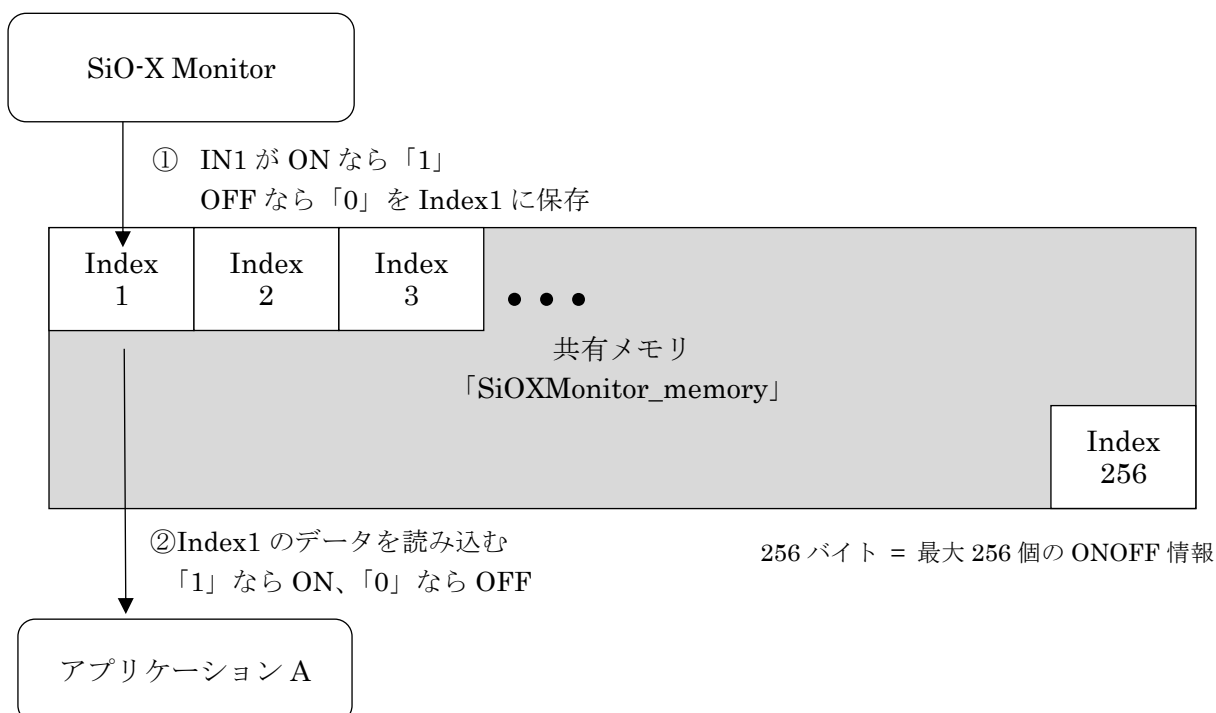 SiO-X Monitor
① IN1 が ON なら「1」
OFF なら「0」を Index1 に保存
Index
1
Index
2
Index
3
● ● ●
共有メモリ
「SiOXMonitor_memory」
Index
256
②Index1 のデータを読み込む
「1」なら ON、「0」なら OFF
256 バイト = 最大 256 個の ONOFF 情報
アプリケーション A